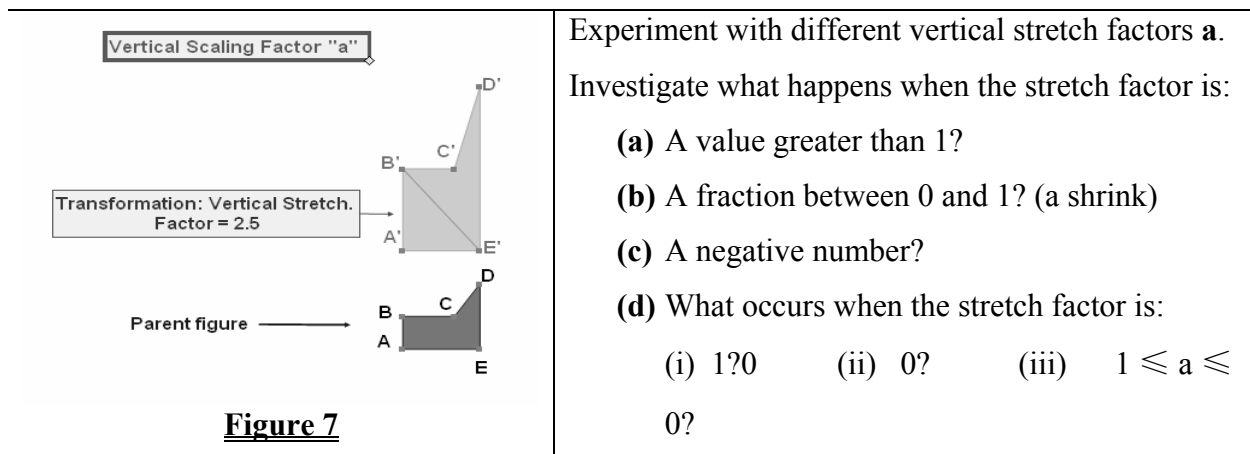 Vertical Scaling Factor "a"
D'
C'
B'
Transformation: Vertical Stretch.
Factor = 2.5
A'
E'
D
C
B
Parent figure
A
E
Figure 7
Experiment with different vertical stretch factors a.
Investigate what happens when the stretch factor is:
(a) A value greater than 1?
(b) A fraction between 0 and 1? (a shrink)
(c) A negative number?
(d) What occurs when the stretch factor is:
(i) 1?0 (ii) 0? (iii) 1 ⩽ a ⩽
0?